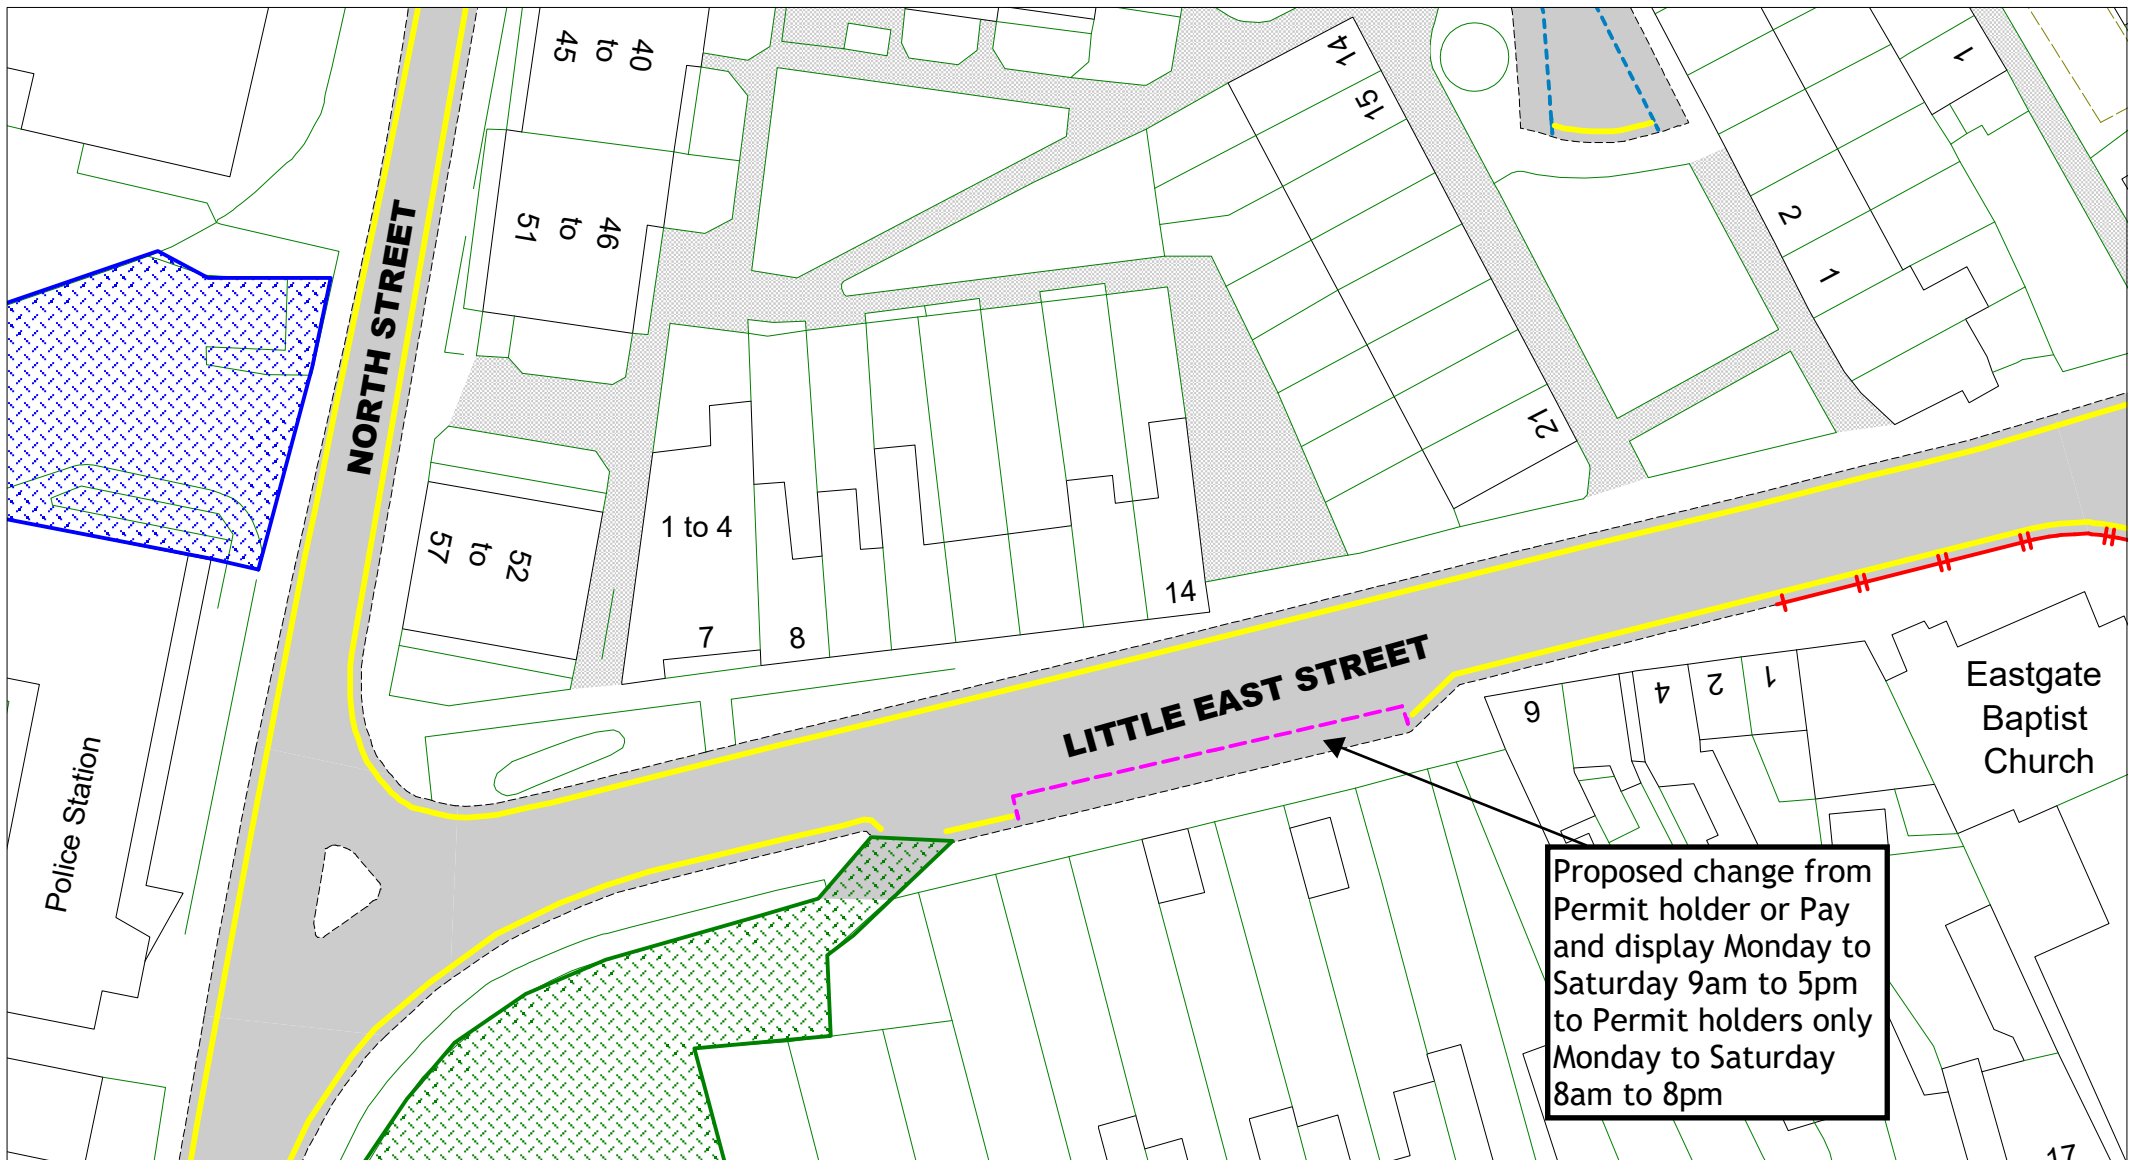 40
to
45
14
15
1
NORTH STREET
46
to
51
2
1
21
52
to
57
1 to 4
14
7
8
LITTLE EAST STREET
6
4
2
1
Eastgate
Baptist
Church
Police Station
Proposed change from
Permit holder or Pay
and display Monday to
Saturday 9am to 5pm
to Permit holders only
Monday to Saturday
8am to 8pm
17